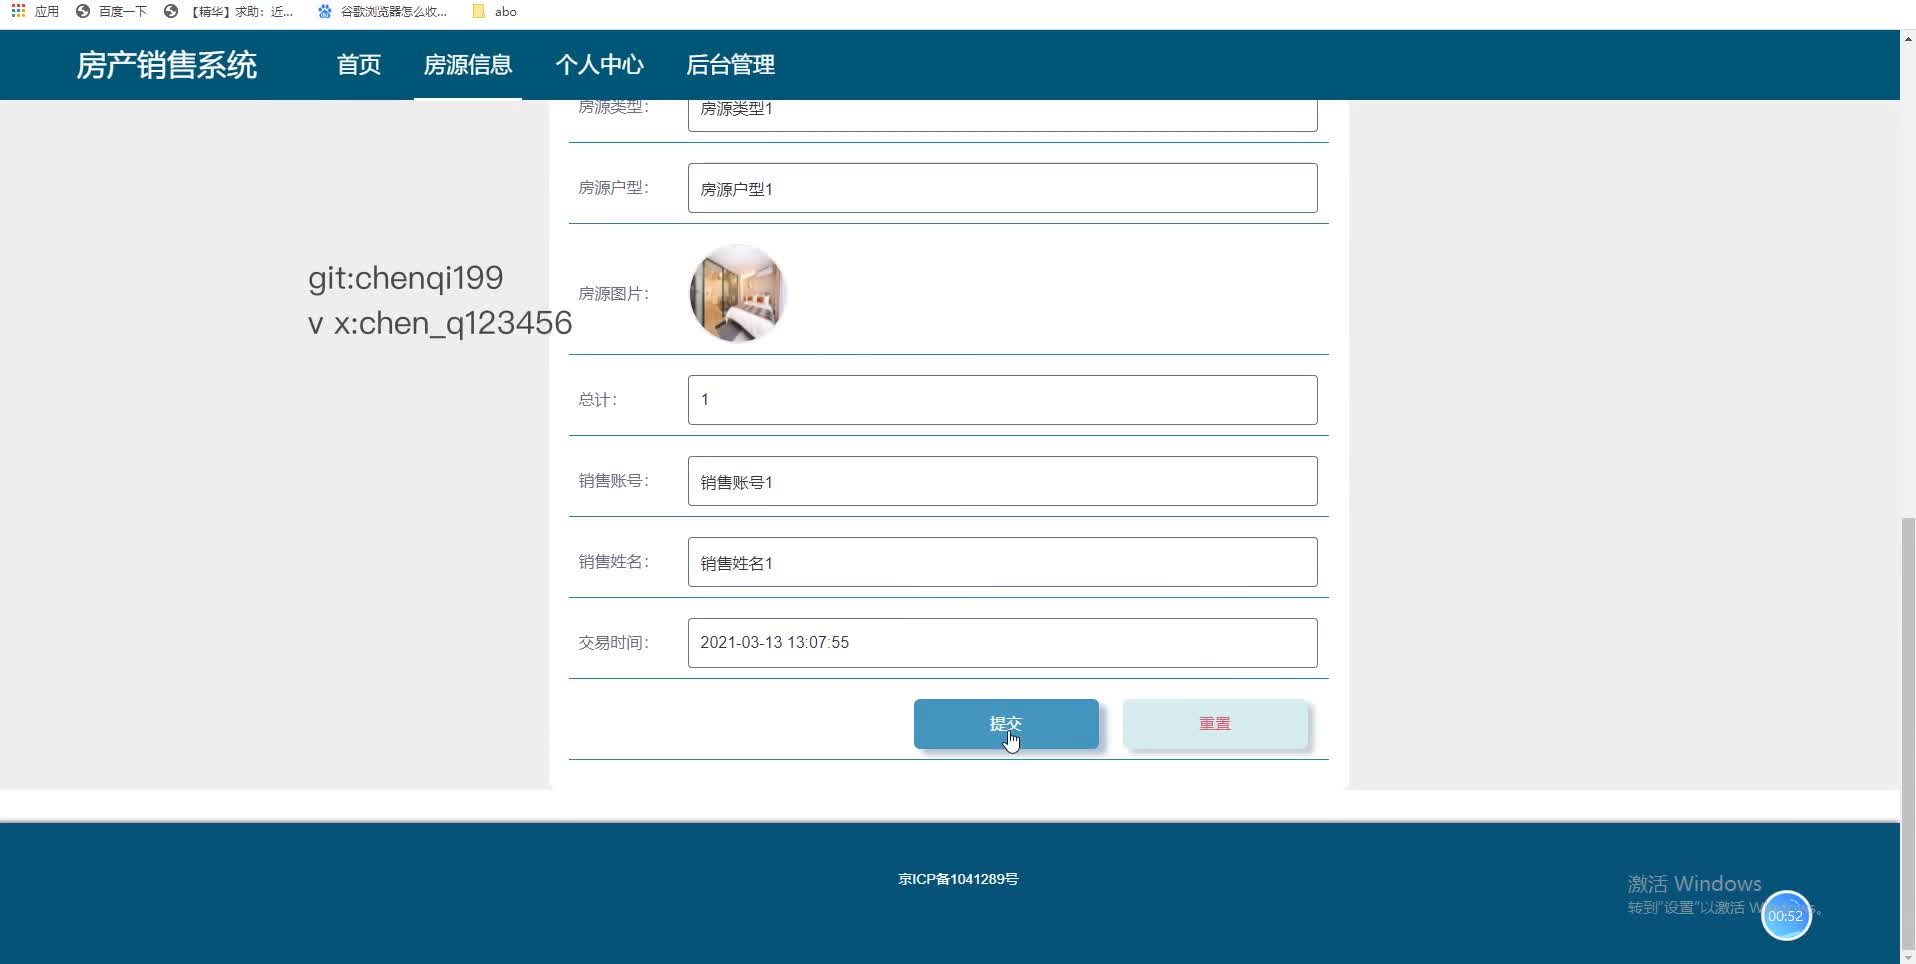 应用 百度一下 【精华】求助：近... 谷歌浏览器怎么收... abo
房产销售系统 首页 房源信息 个人中心 后台管理
房源类型： 房源类型1
房源户型： 房源户型1
git:chenqi199
v x:chen_q123456
房源图片：
总计： 1
销售账号： 销售账号1
销售姓名： 销售姓名1
交易时间： 2021-03-13 13:07:55
提交 重置
京ICP备1041289号
激活 Windows
转到"设置"以激活 Windows。
00:52